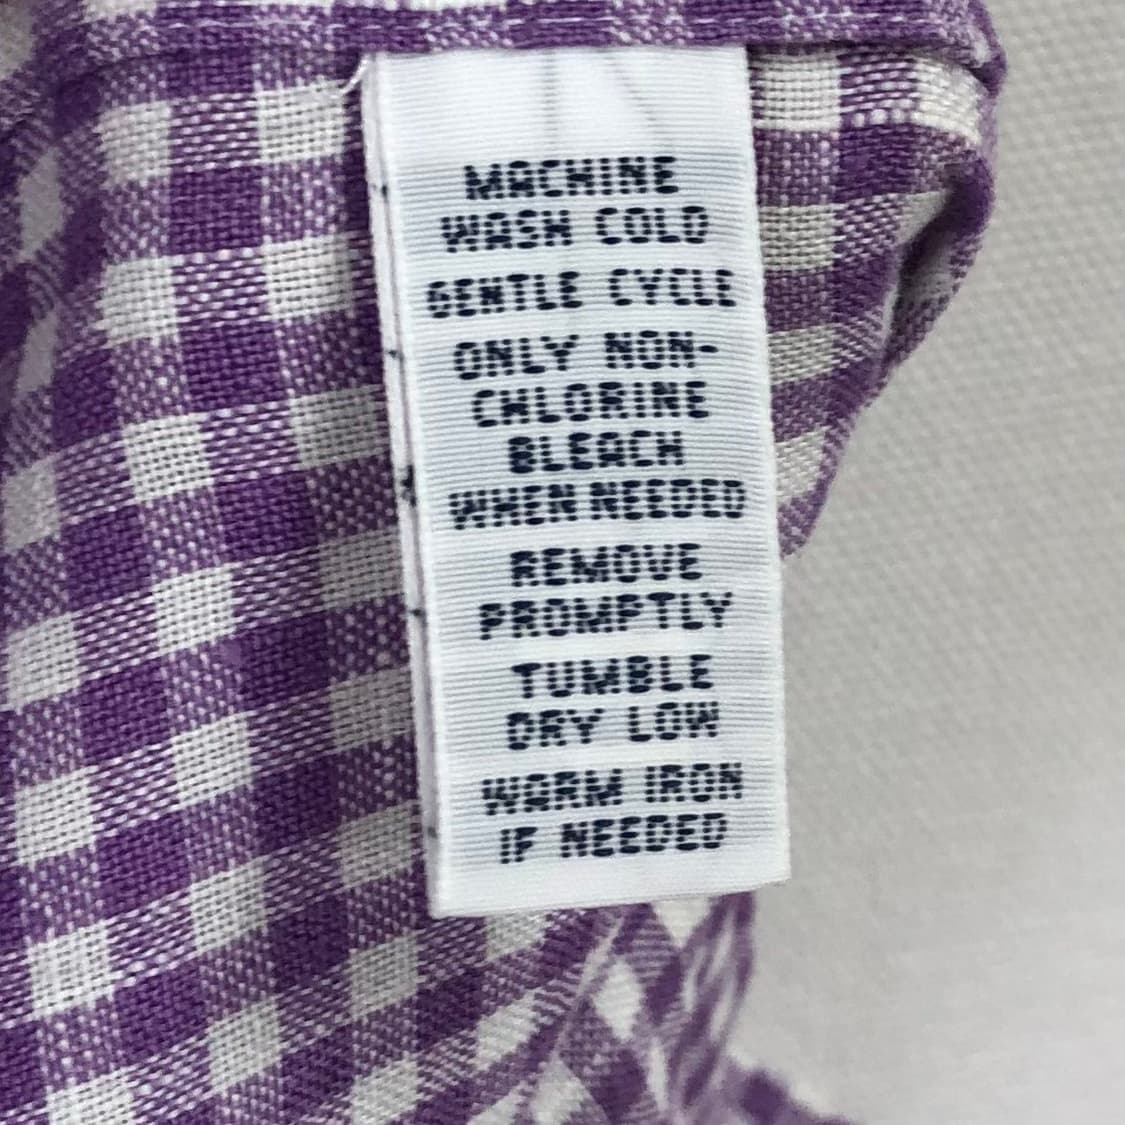 MACHINE
WASH COLD
GENTLE CYCLE
ONLY NON-
CHLORINE
BLEACH
WHEN NEEDED
REMOVE
PROMPTLY
TUMBLE
DRY LOW
WARM IRON
IF NEEDED